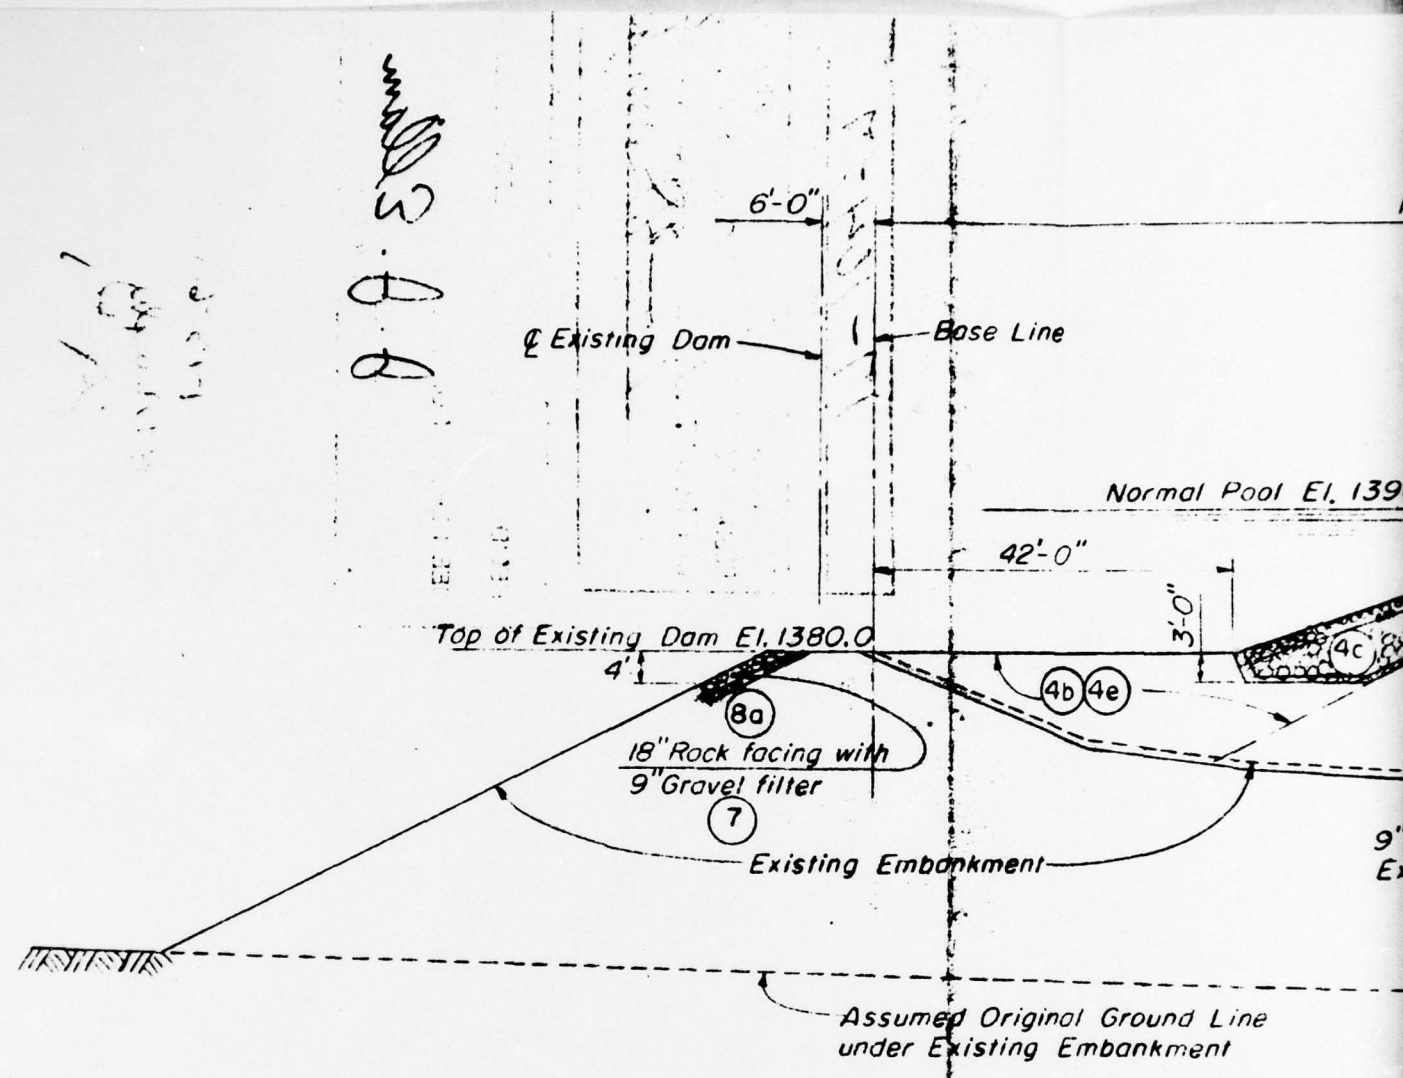 6'-0"
℄ Existing Dam
Base Line
Normal Pool El. 139
42'-0"
3'-0"
Top of Existing Dam El. 1380.0
4'
4c
4b 4e
8a
18" Rock facing with
9" Gravel filter
7
9"
Existing Embankment
Assumed Original Ground Line
under Existing Embankment